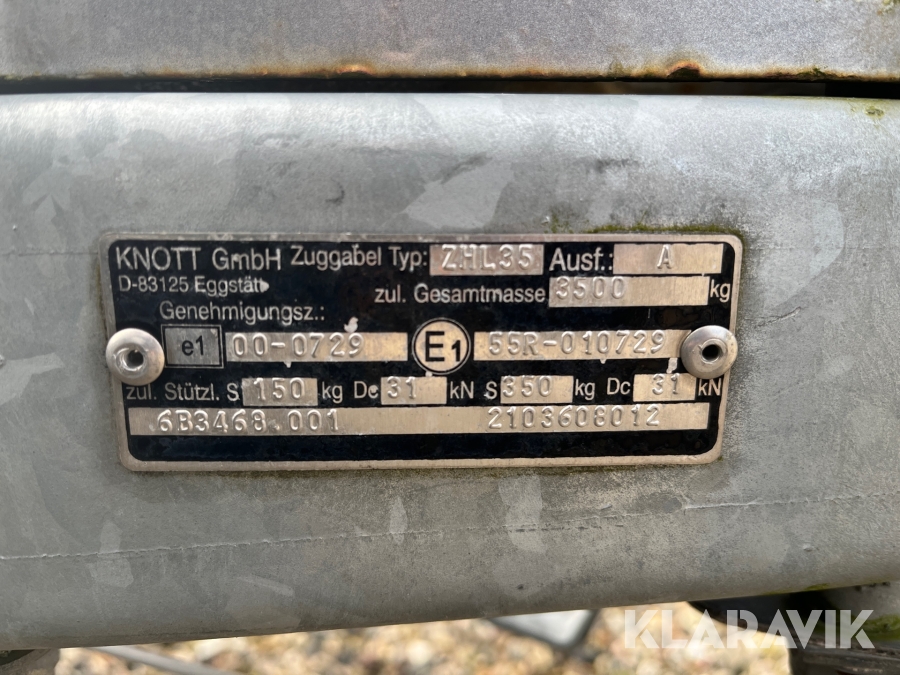 KNOTT GmbH Zuggabel Typ: ZHL35 Ausf.: A
D-83125 Eggstätt zul. Gesamtmasse 3500 kg
Genehmigungsz.:
e1 00-0729 E1 55R-010729
zul. Stützl. S 150 kg Dc 31 kN S 350 kg Dc 31 kN
6B3468.001 2103608012
KLARAVIK